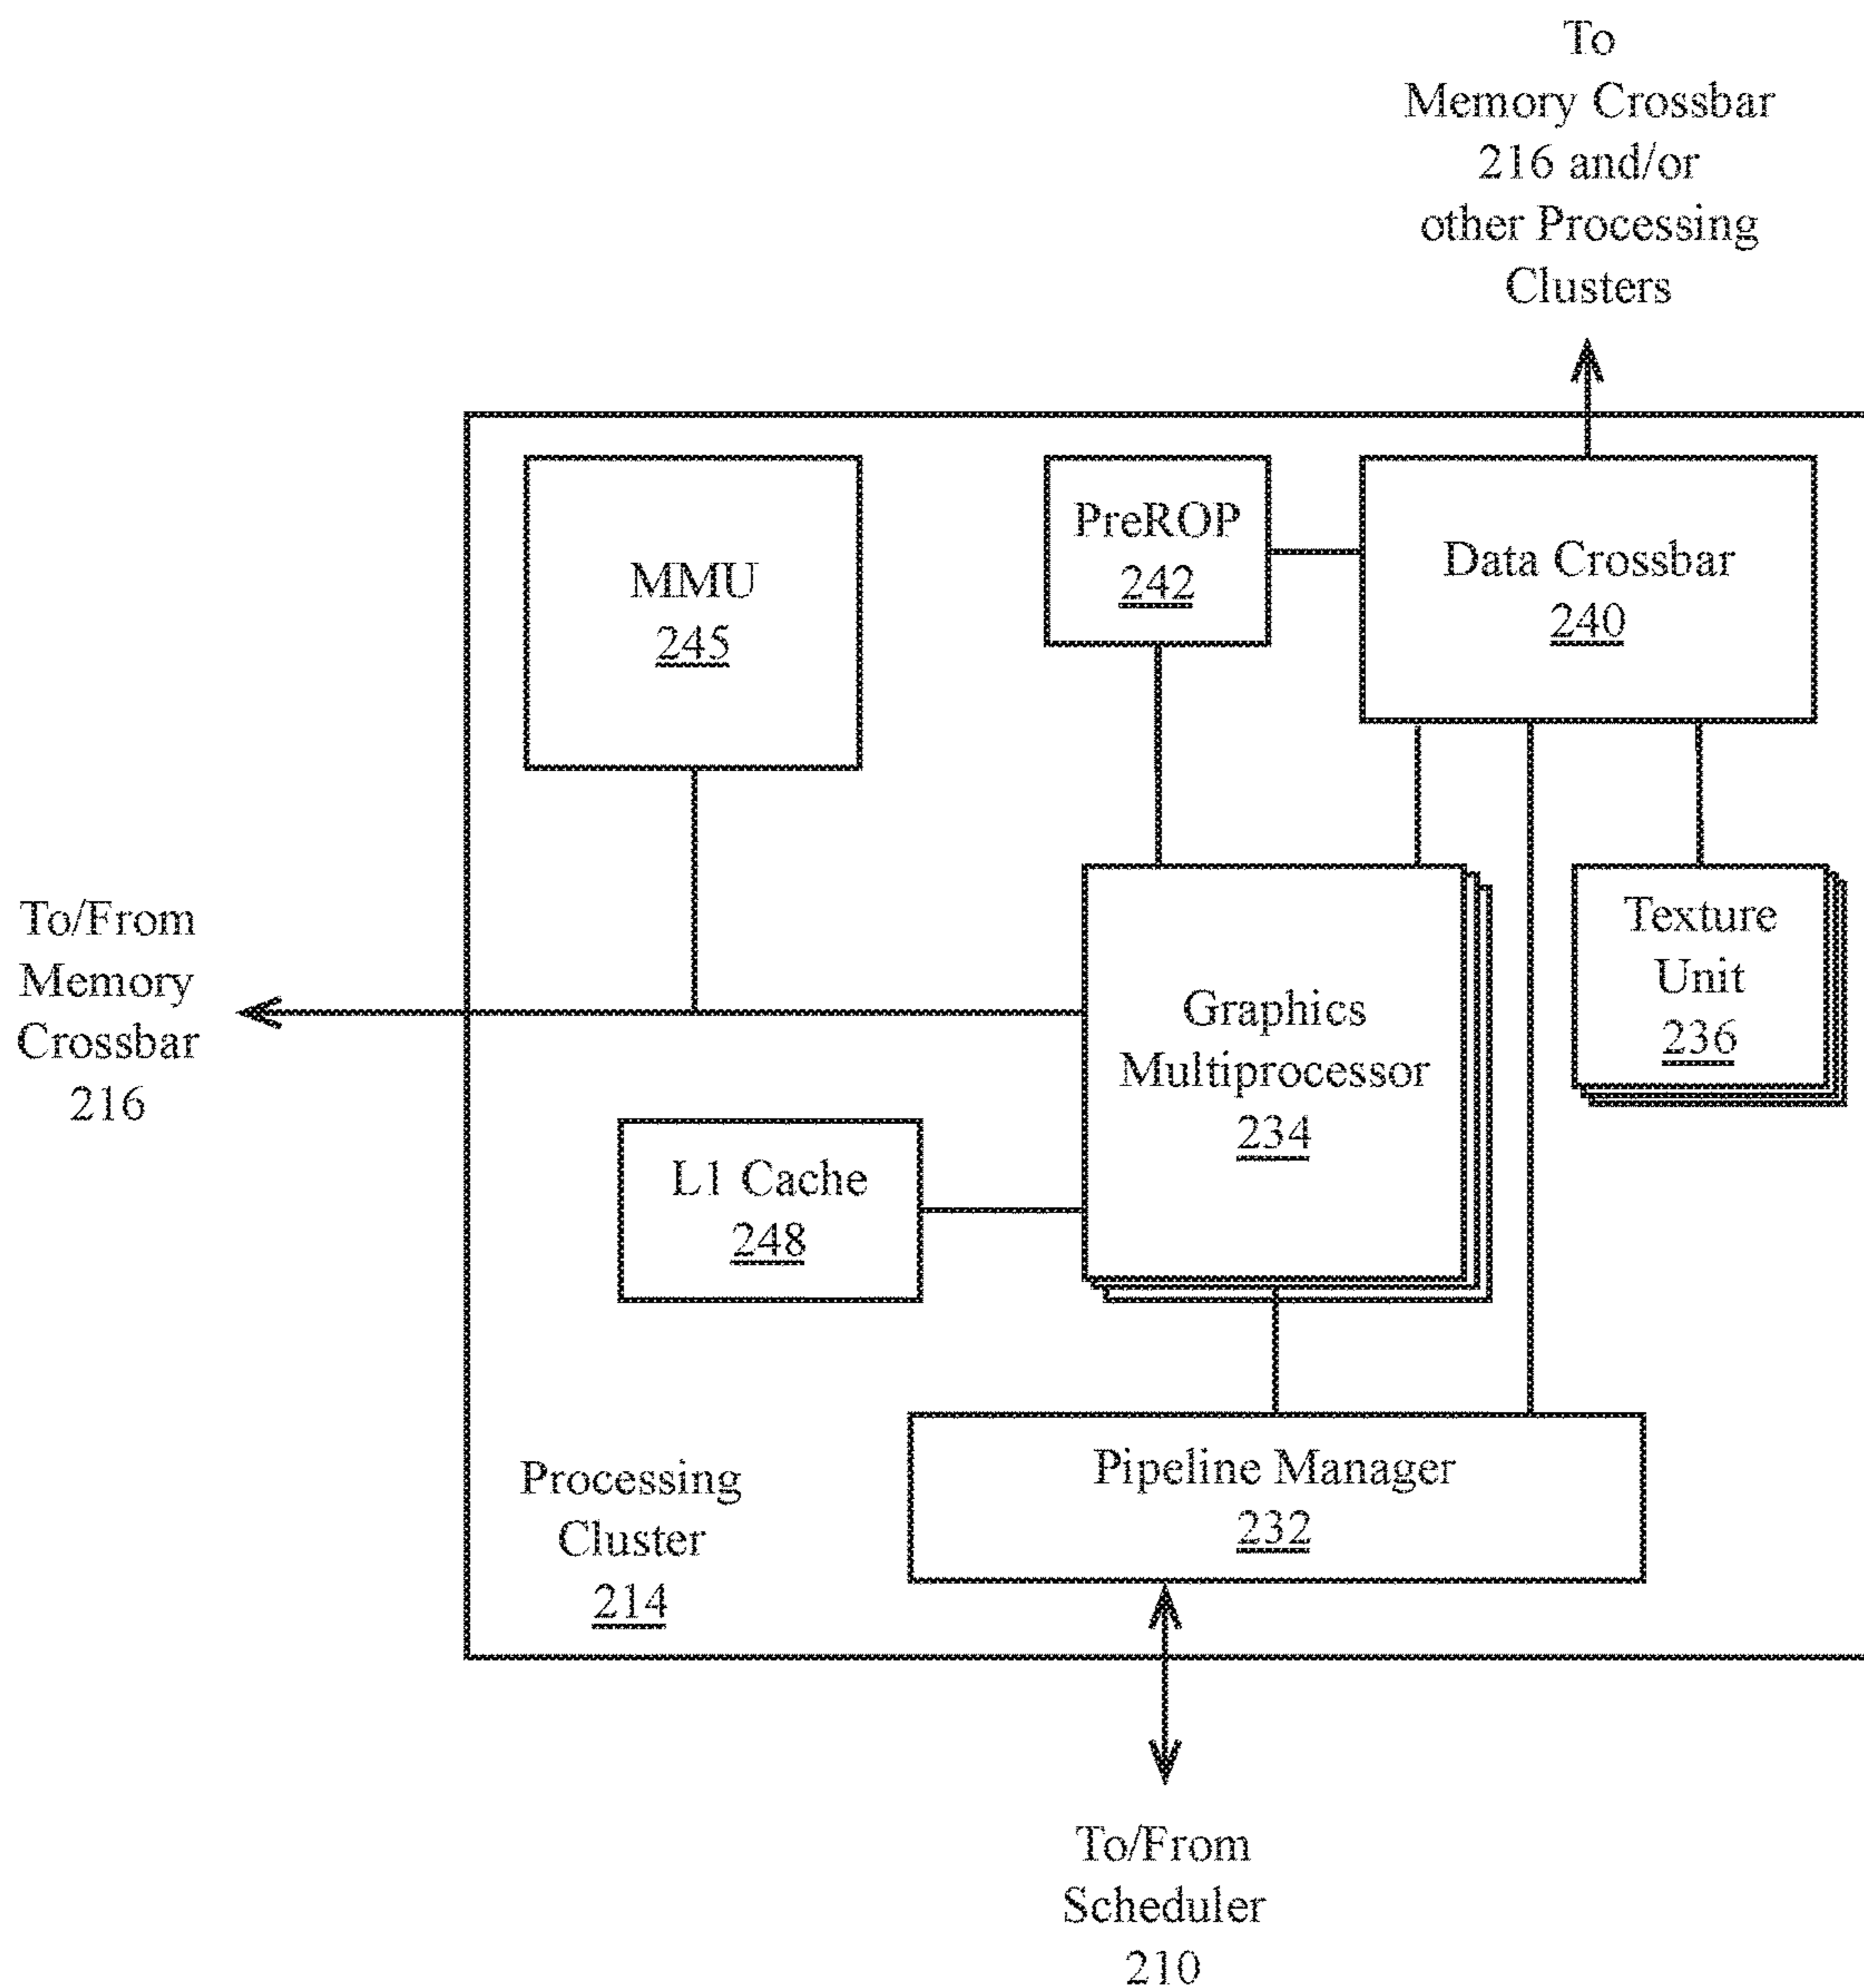 To
Memory Crossbar
216 and/or
other Processing
Clusters
MMU
245
PreROP
242
Data Crossbar
240
To/From
Memory
Crossbar
216
Graphics
Multiprocessor
234
Texture
Unit
236
L1 Cache
248
Pipeline Manager
232
Processing
Cluster
214
To/From
Scheduler
210